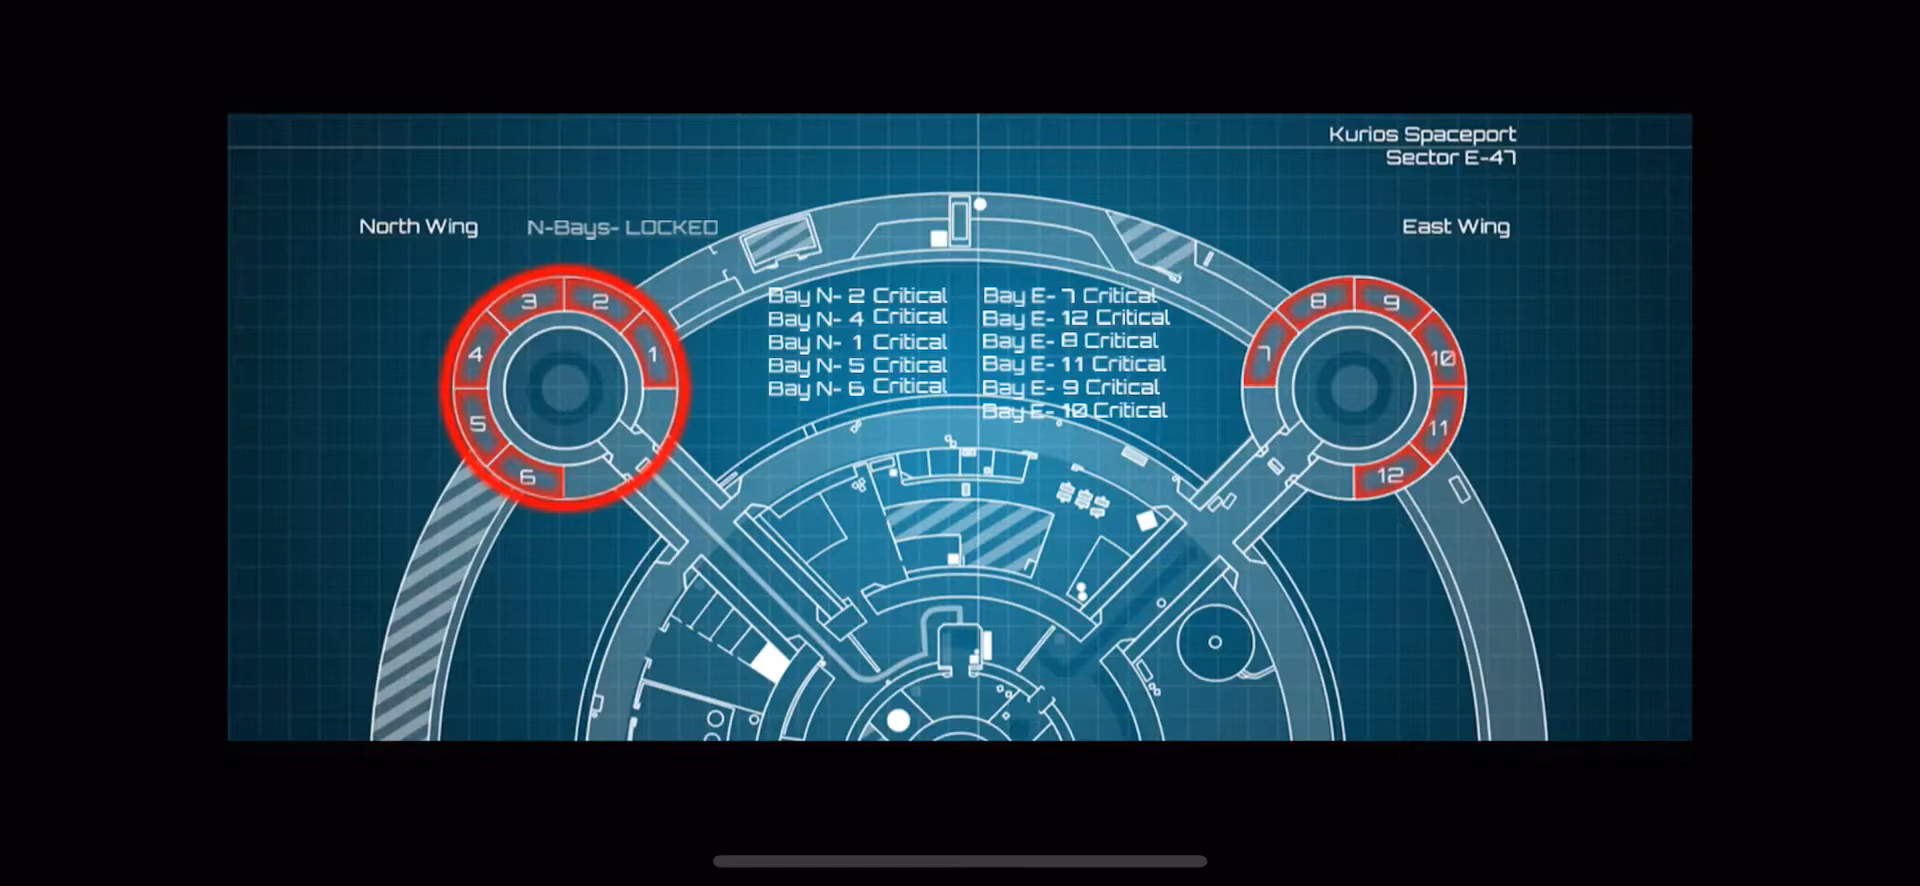 Kurios Spaceport
Sector E-47
North Wing
N-Bays- LOCKED
East Wing
3
2
4
1
5
6
Bay N- 2 Critical
Bay N- 4 Critical
Bay N- 1 Critical
Bay N- 5 Critical
Bay N- 6 Critical
Bay E- 7 Critical
Bay E- 12 Critical
Bay E- 8 Critical
Bay E- 11 Critical
Bay E- 9 Critical
Bay E- 10 Critical
8
9
7
10
11
12